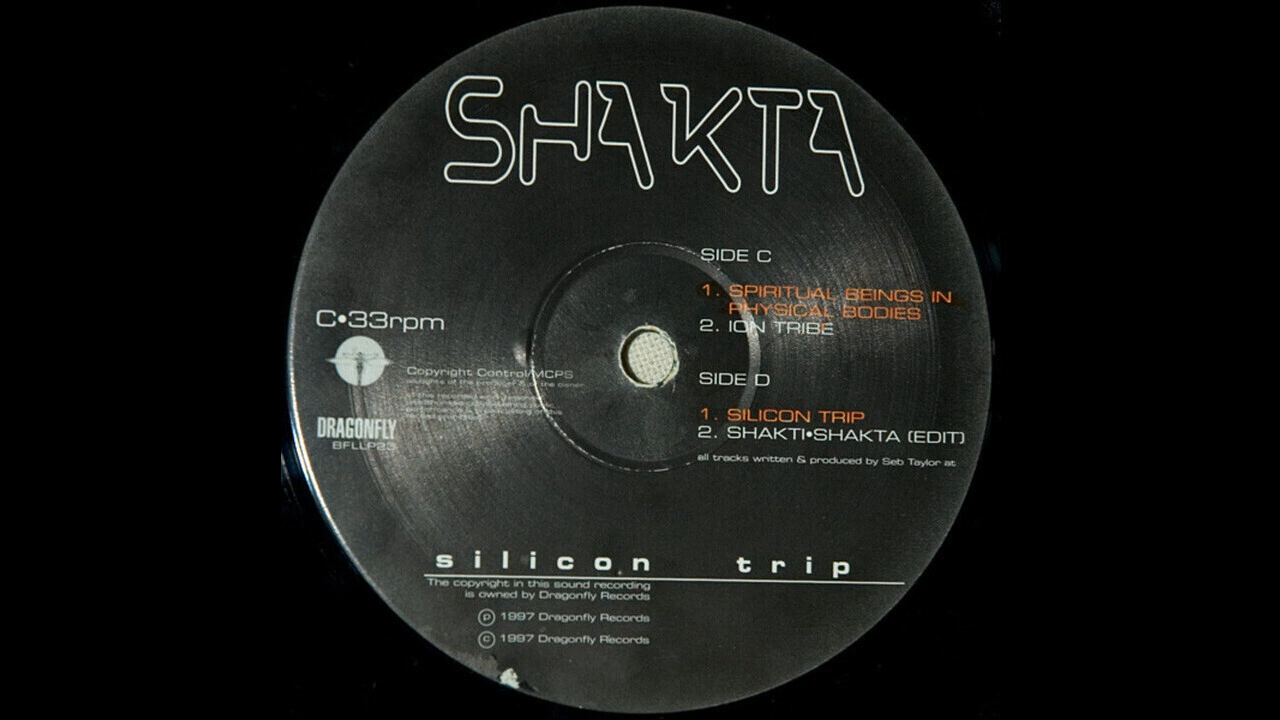 SHAKTA
SIDE C
1. SPIRITUAL BEINGS IN
PHYSICAL BODIES
2. ION TRIBE
C•33rpm
SIDE D
1. SILICON TRIP
2. SHAKTI•SHAKTA (EDIT)
all tracks written & produced by Seb Taylor at
Copyright Control/MCPS
DRAGONFLY
BFLLP23
silicon trip
The copyright in this sound recording
is owned by Dragonfly Records
℗ 1997 Dragonfly Records
© 1997 Dragonfly Records